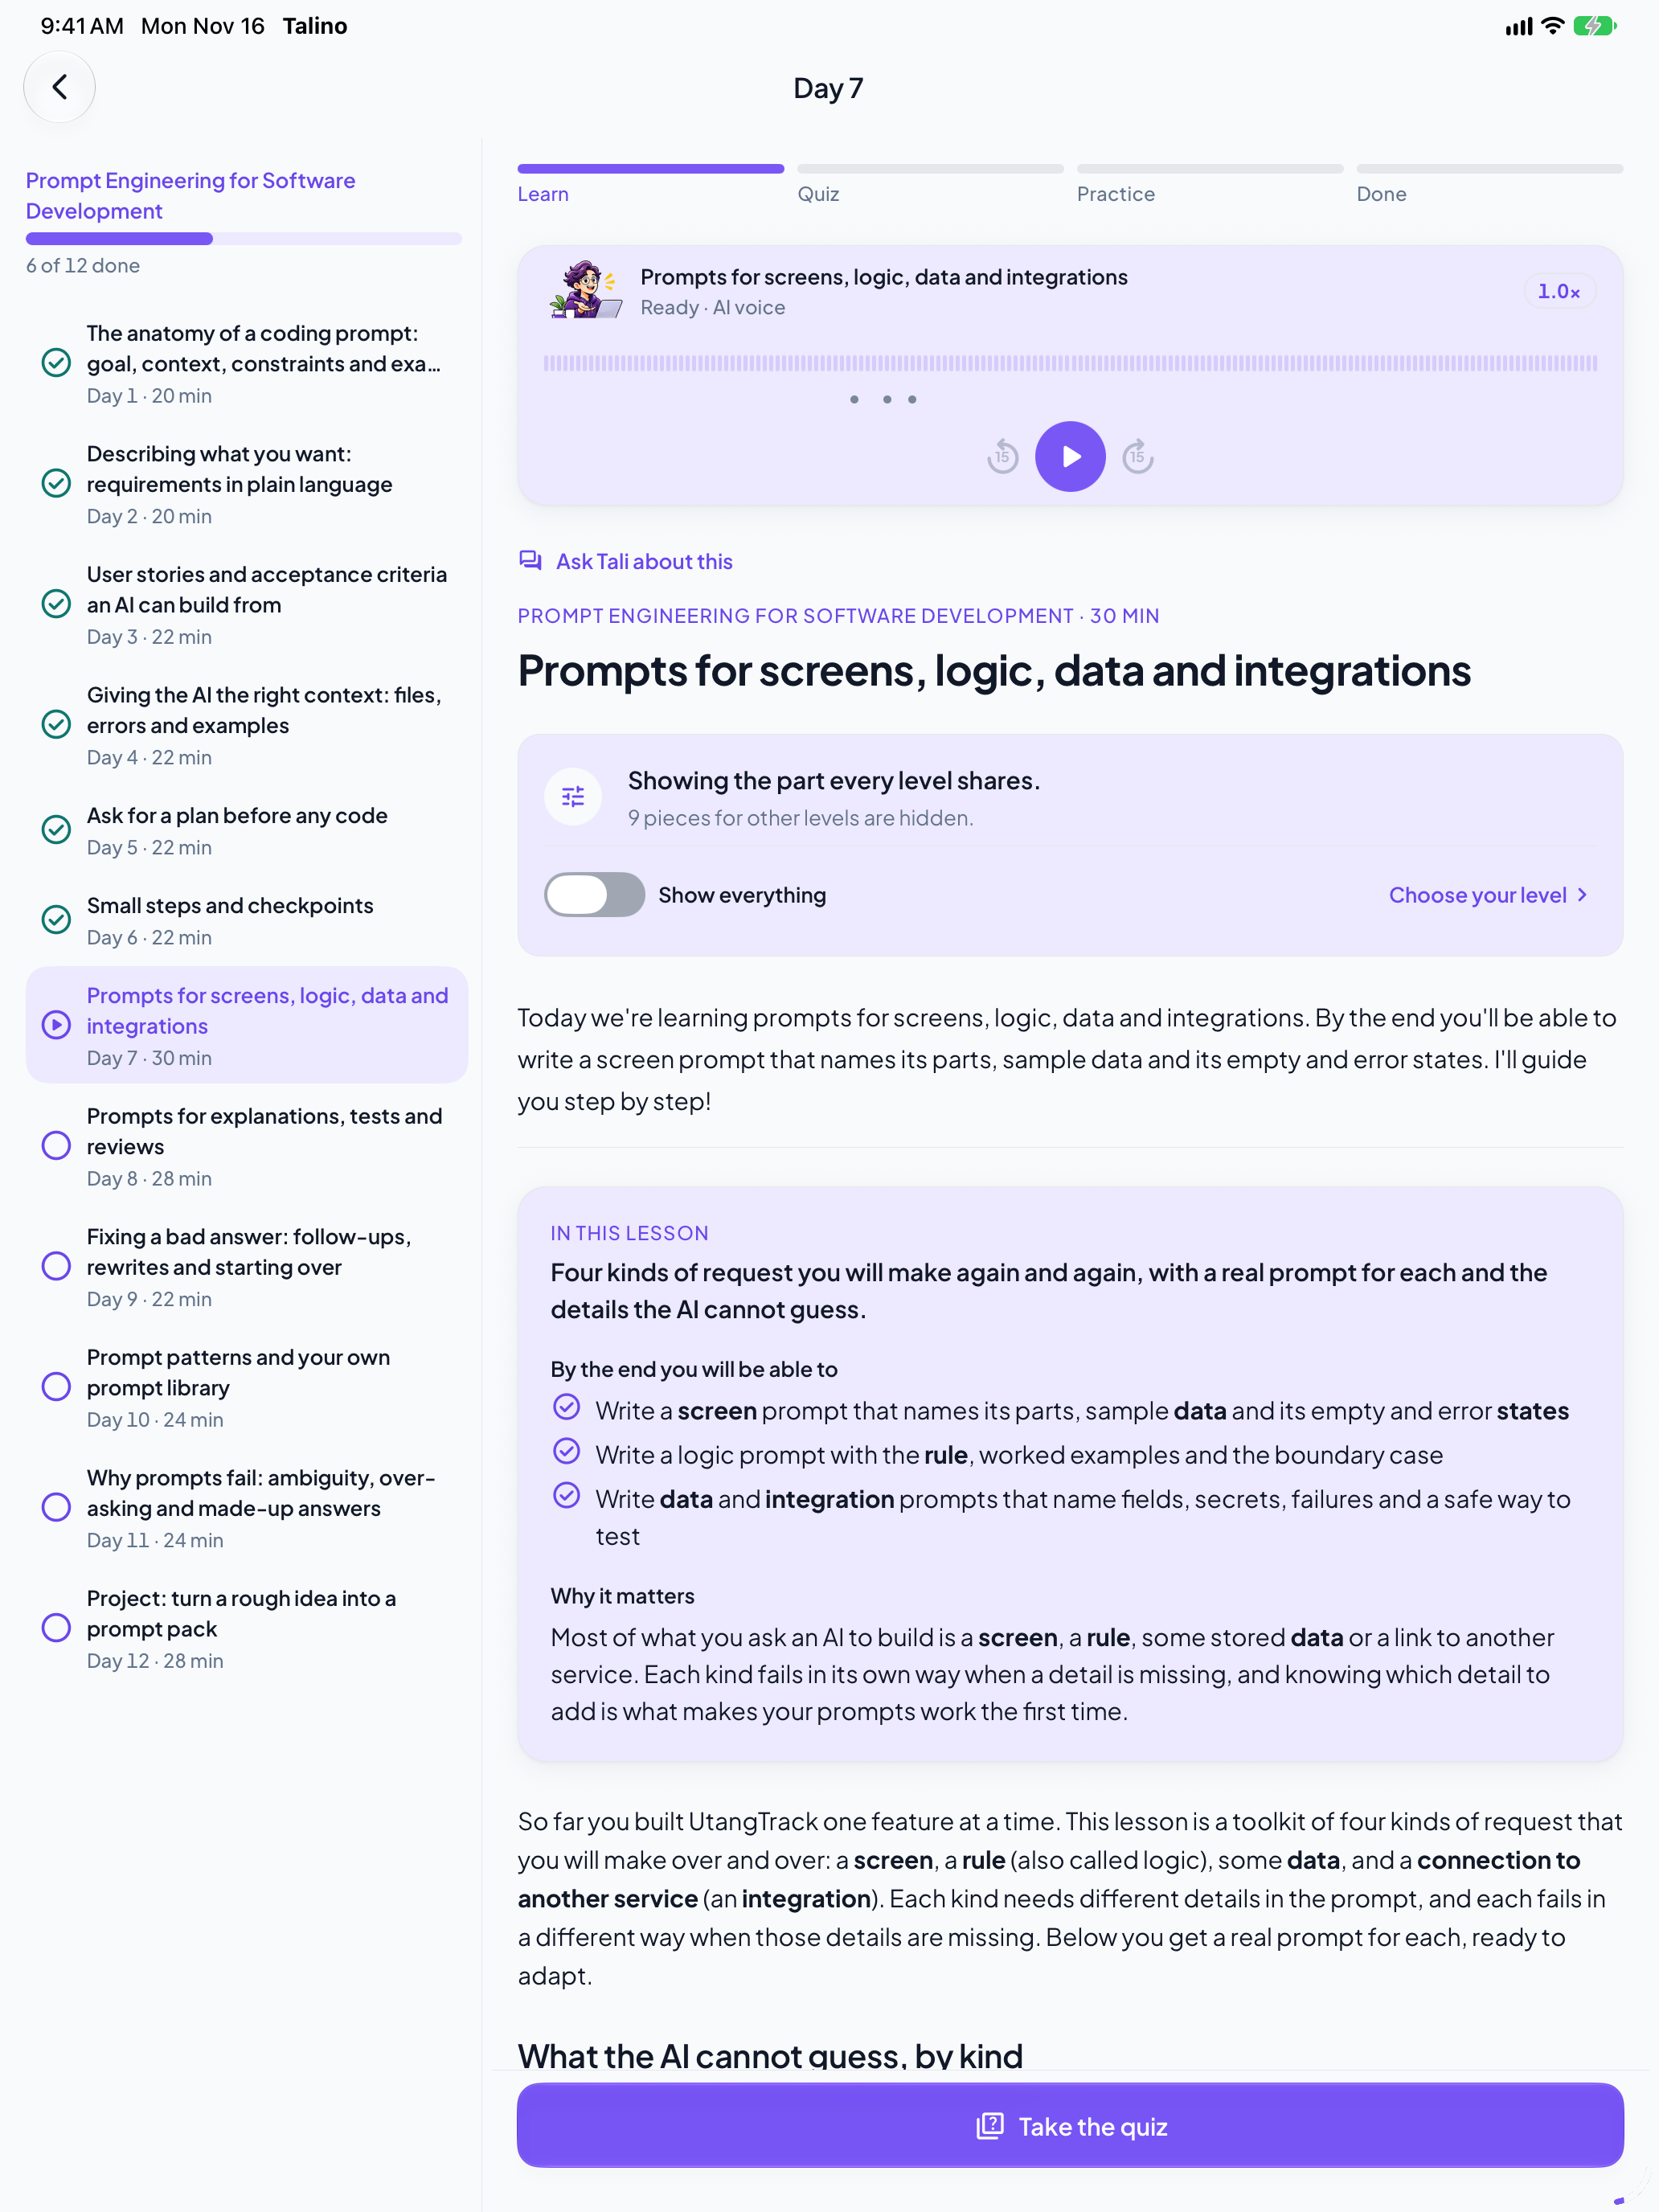 9:41 AM Mon Nov 16 Talino
Day 7
Prompt Engineering for Software
Development
6 of 12 done
The anatomy of a coding prompt:
goal, context, constraints and exa...
Day 1 · 20 min
Describing what you want:
requirements in plain language
Day 2 · 20 min
User stories and acceptance criteria
an AI can build from
Day 3 · 22 min
Giving the AI the right context: files,
errors and examples
Day 4 · 22 min
Ask for a plan before any code
Day 5 · 22 min
Small steps and checkpoints
Day 6 · 22 min
Prompts for screens, logic, data and
integrations
Day 7 · 30 min
Prompts for explanations, tests and
reviews
Day 8 · 28 min
Fixing a bad answer: follow-ups,
rewrites and starting over
Day 9 · 22 min
Prompt patterns and your own
prompt library
Day 10 · 24 min
Why prompts fail: ambiguity, over-
asking and made-up answers
Day 11 · 24 min
Project: turn a rough idea into a
prompt pack
Day 12 · 28 min
Learn Quiz Practice Done
Prompts for screens, logic, data and integrations
Ready · AI voice
1.0×
15 15
Ask Tali about this
PROMPT ENGINEERING FOR SOFTWARE DEVELOPMENT · 30 MIN
Prompts for screens, logic, data and integrations
Showing the part every level shares.
9 pieces for other levels are hidden.
Show everything
Choose your level
Today we're learning prompts for screens, logic, data and integrations. By the end you'll be able to
write a screen prompt that names its parts, sample data and its empty and error states. I'll guide
you step by step!
IN THIS LESSON
Four kinds of request you will make again and again, with a real prompt for each and the
details the AI cannot guess.
By the end you will be able to
Write a screen prompt that names its parts, sample data and its empty and error states
Write a logic prompt with the rule, worked examples and the boundary case
Write data and integration prompts that name fields, secrets, failures and a safe way to
test
Why it matters
Most of what you ask an AI to build is a screen, a rule, some stored data or a link to another
service. Each kind fails in its own way when a detail is missing, and knowing which detail to
add is what makes your prompts work the first time.
So far you built UtangTrack one feature at a time. This lesson is a toolkit of four kinds of request that
you will make over and over: a screen, a rule (also called logic), some data, and a connection to
another service (an integration). Each kind needs different details in the prompt, and each fails in
a different way when those details are missing. Below you get a real prompt for each, ready to
adapt.
What the AI cannot guess, by kind
Take the quiz